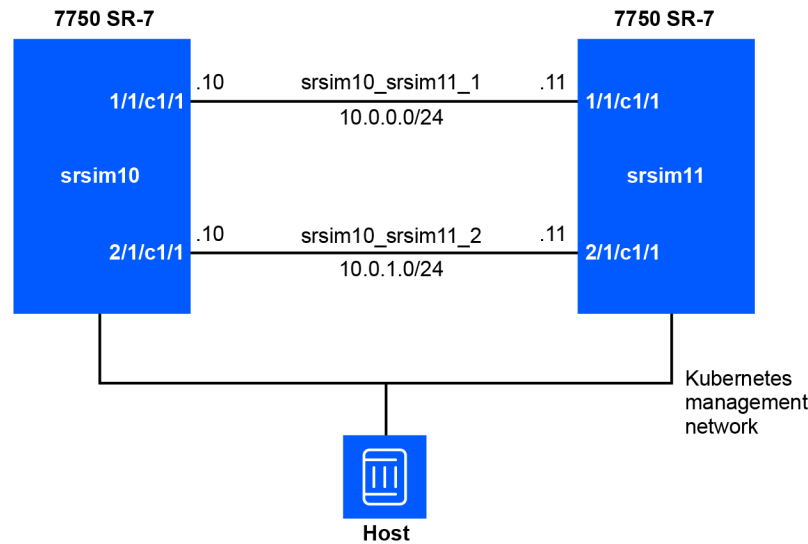 7750 SR-7
7750 SR-7
.10
srsim10_srsim11_1
.11
1/1/c1/1
10.0.0.0/24
1/1/c1/1
srsim10
srsim11
.10
srsim10_srsim11_2
.11
2/1/c1/1
10.0.1.0/24
2/1/c1/1
Kubernetes
management
network
Host